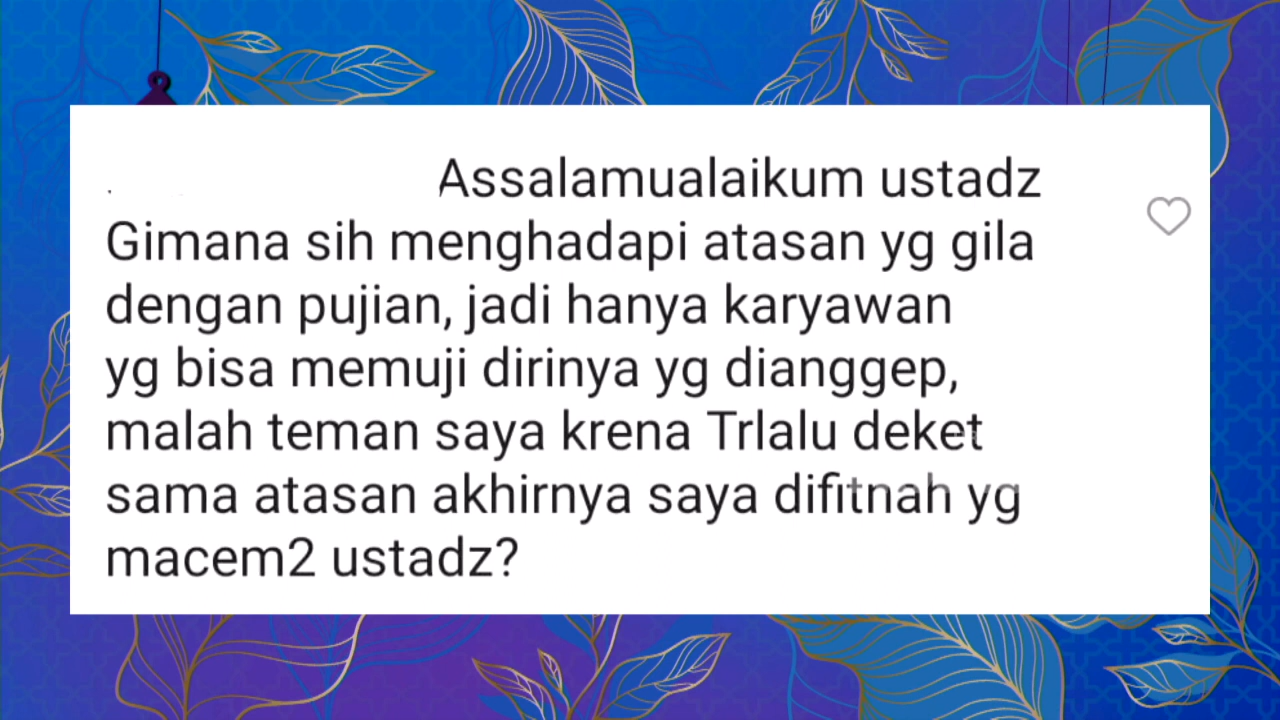 Assalamualaikum ustadz
Gimana sih menghadapi atasan yg gila
dengan pujian, jadi hanya karyawan
yg bisa memuji dirinya yg dianggep,
malah teman saya krena Trlalu deket
sama atasan akhirnya saya difitnah yg
macem2 ustadz?